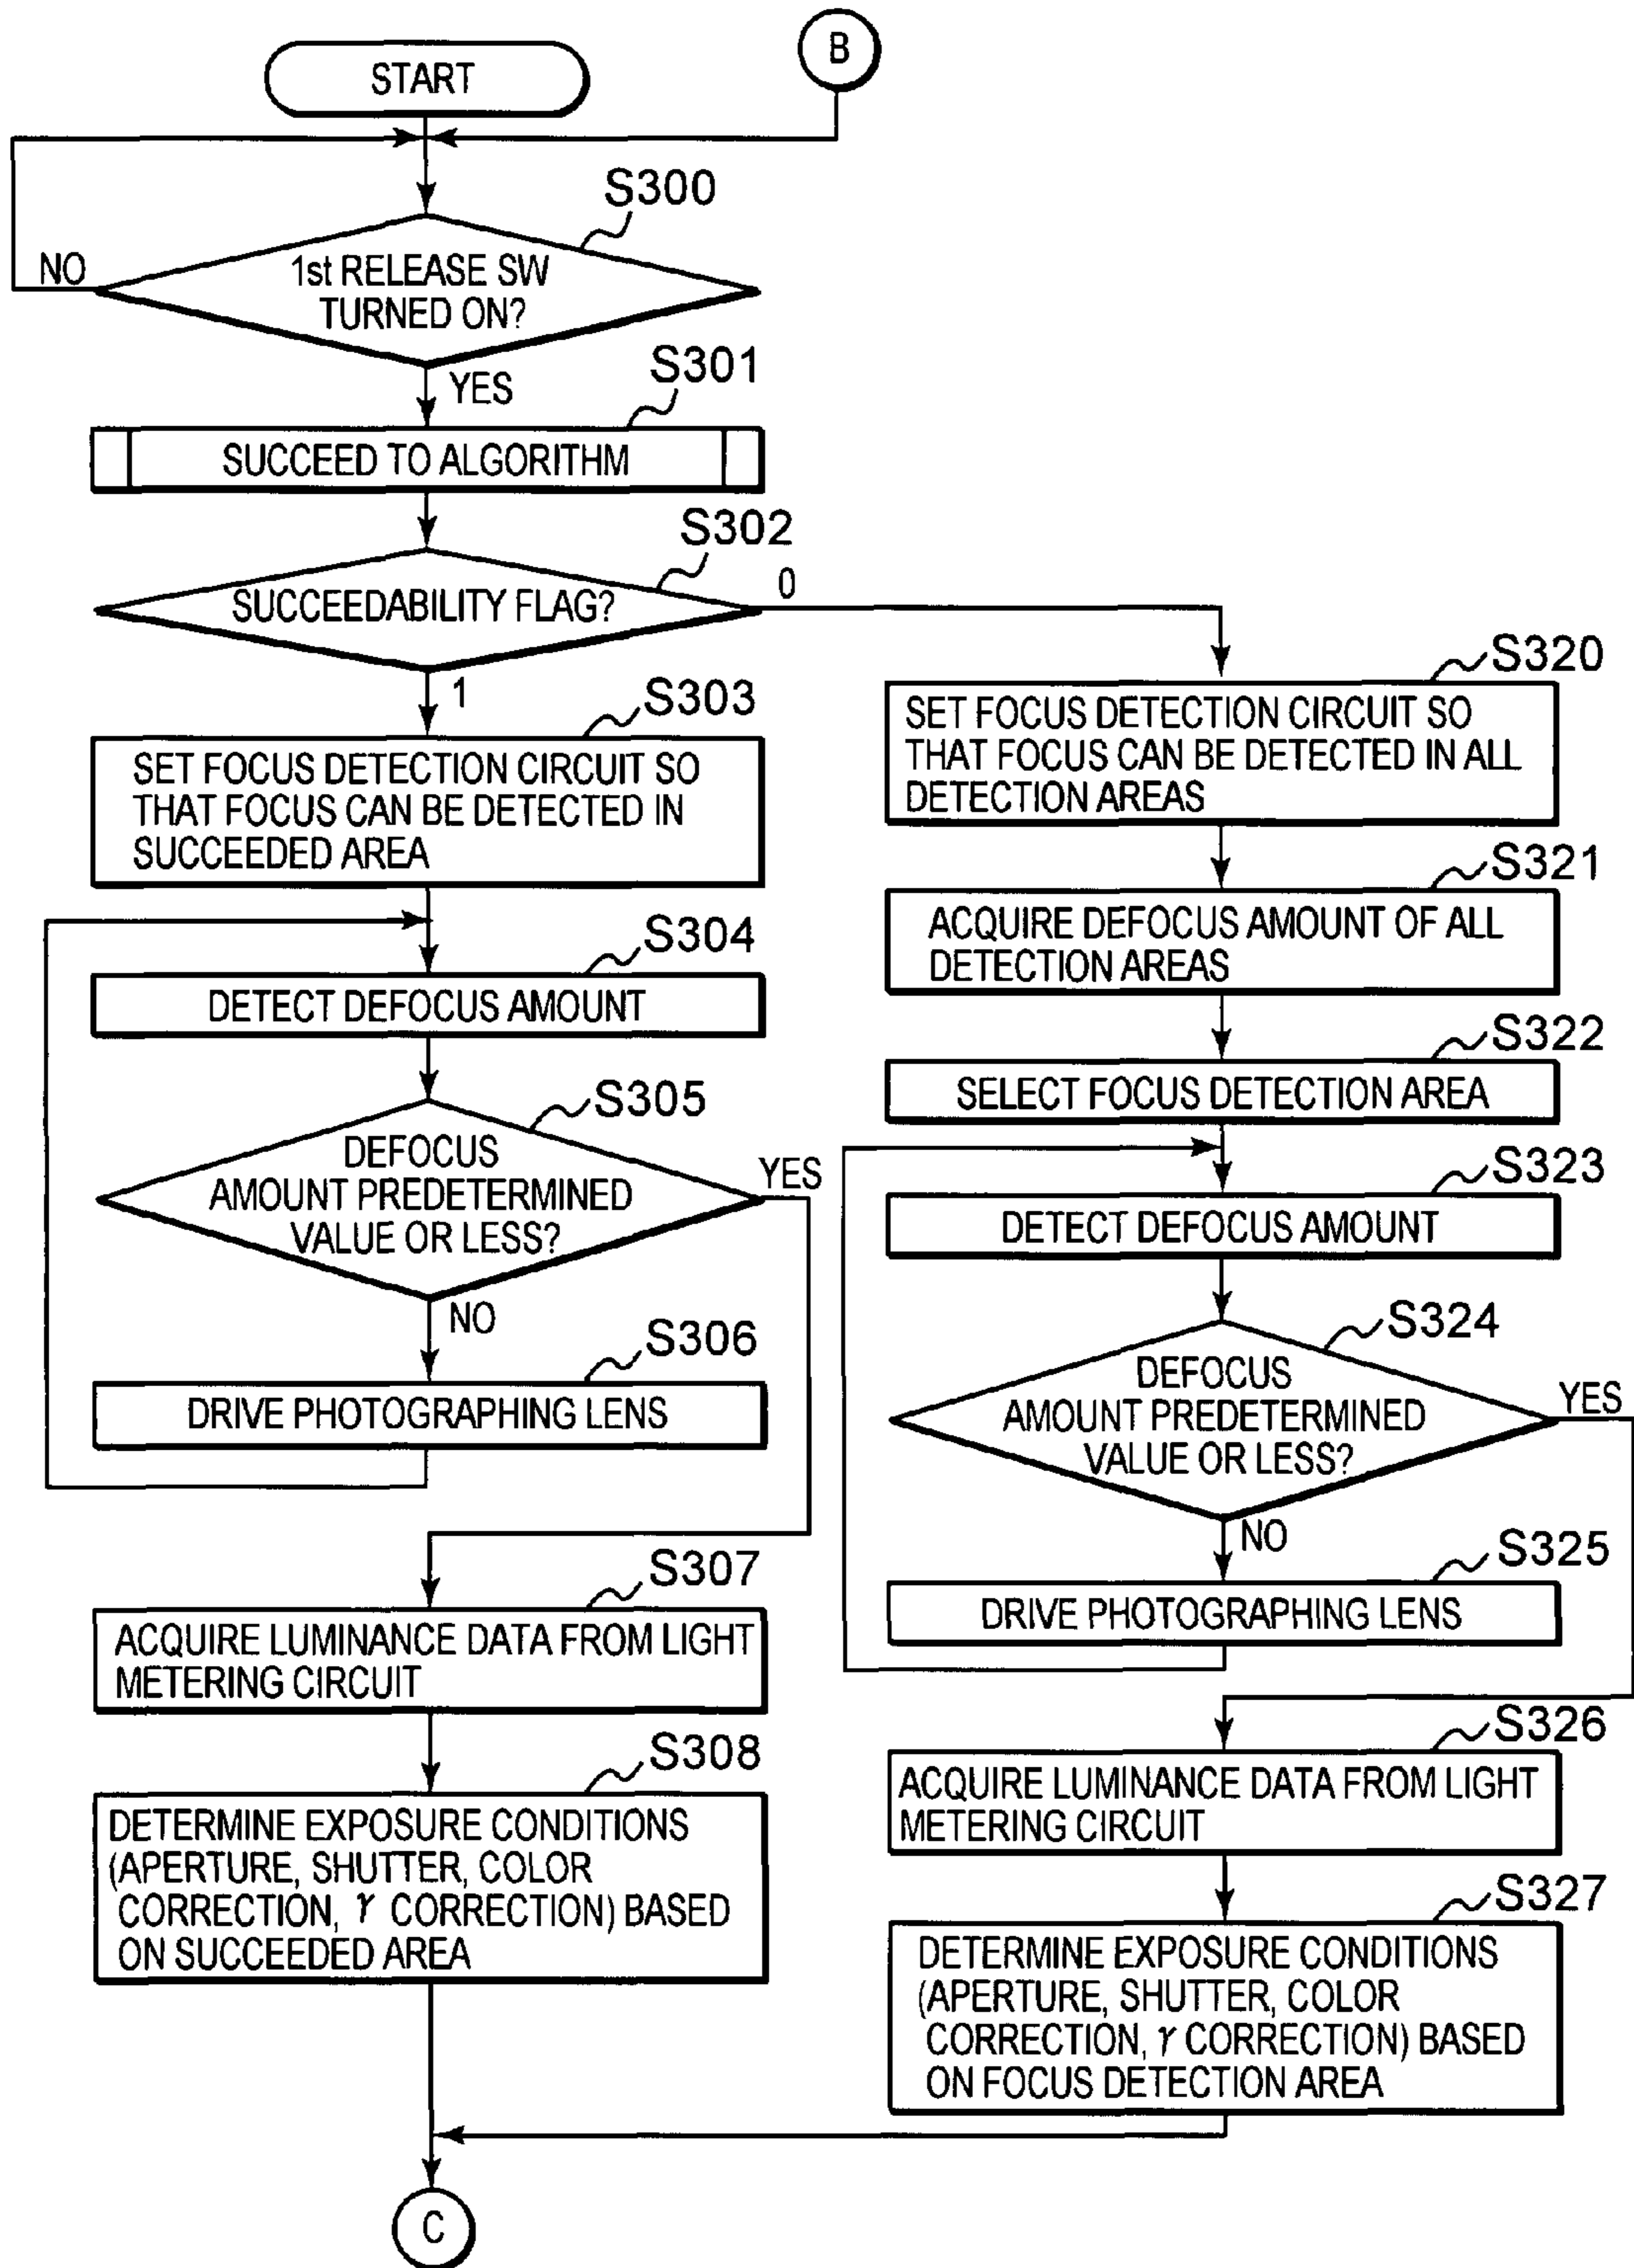 START
B
S300
NO
1st RELEASE SW
TURNED ON?
YES
S301
SUCCEED TO ALGORITHM
S302
0
SUCCEEDABILITY FLAG?
1
S303
SET FOCUS DETECTION CIRCUIT SO
THAT FOCUS CAN BE DETECTED IN
SUCCEEDED AREA
S304
DETECT DEFOCUS AMOUNT
S305
DEFOCUS
AMOUNT PREDETERMINED
VALUE OR LESS?
YES
NO
S306
DRIVE PHOTOGRAPHING LENS
S307
ACQUIRE LUMINANCE DATA FROM LIGHT
METERING CIRCUIT
S308
DETERMINE EXPOSURE CONDITIONS
(APERTURE, SHUTTER, COLOR
CORRECTION, γ CORRECTION) BASED
ON SUCCEEDED AREA
S320
SET FOCUS DETECTION CIRCUIT SO
THAT FOCUS CAN BE DETECTED IN ALL
DETECTION AREAS
S321
ACQUIRE DEFOCUS AMOUNT OF ALL
DETECTION AREAS
S322
SELECT FOCUS DETECTION AREA
S323
DETECT DEFOCUS AMOUNT
S324
DEFOCUS
AMOUNT PREDETERMINED
VALUE OR LESS?
YES
NO
S325
DRIVE PHOTOGRAPHING LENS
S326
ACQUIRE LUMINANCE DATA FROM LIGHT
METERING CIRCUIT
S327
DETERMINE EXPOSURE CONDITIONS
(APERTURE, SHUTTER, COLOR
CORRECTION, γ CORRECTION) BASED
ON FOCUS DETECTION AREA
C